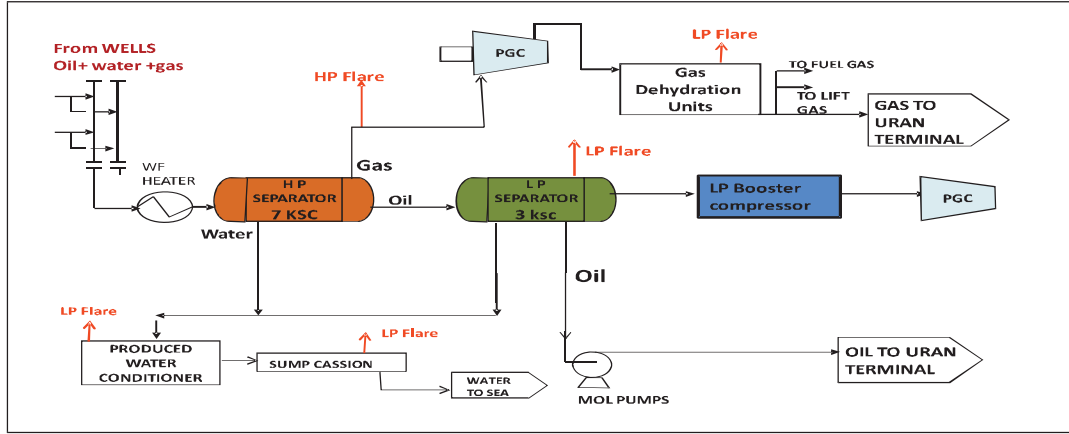 From WELLS
Oil+ water +gas
HP Flare
PGC
LP Flare
Gas
Dehydration
Units
TO FUEL GAS
TO LIFT
GAS
GAS TO
URAN
TERMINAL
WF
HEATER
Gas
H P
SEPARATOR
7 KSC
Oil
LP Flare
L P
SEPARATOR
3 ksc
LP Booster
compressor
PGC
Water
Oil
LP Flare
PRODUCED
WATER
CONDITIONER
LP Flare
SUMP CASSION
WATER
TO SEA
MOL PUMPS
OIL TO URAN
TERMINAL